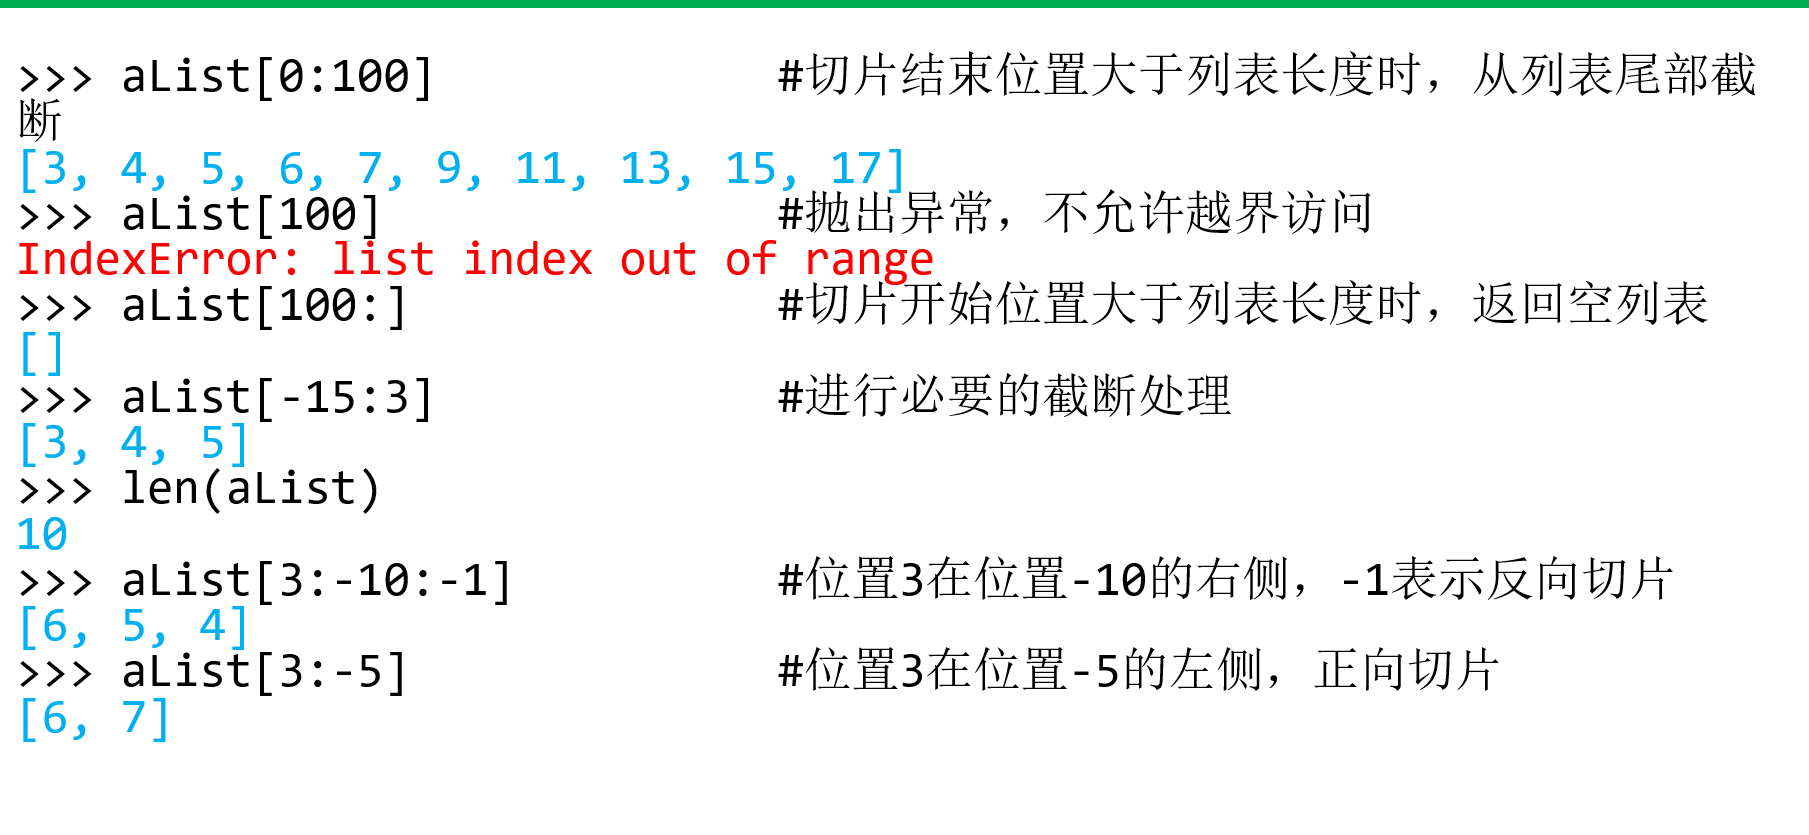 >>> aList[0:100]             #切片结束位置大于列表长度时，从列表尾部截
断
[3, 4, 5, 6, 7, 9, 11, 13, 15, 17]
>>> aList[100]               #抛出异常，不允许越界访问
IndexError: list index out of range
>>> aList[100:]              #切片开始位置大于列表长度时，返回空列表
[]
>>> aList[-15:3]             #进行必要的截断处理
[3, 4, 5]
>>> len(aList)
10
>>> aList[3:-10:-1]          #位置3在位置-10的右侧，-1表示反向切片
[6, 5, 4]
>>> aList[3:-5]              #位置3在位置-5的左侧，正向切片
[6, 7]